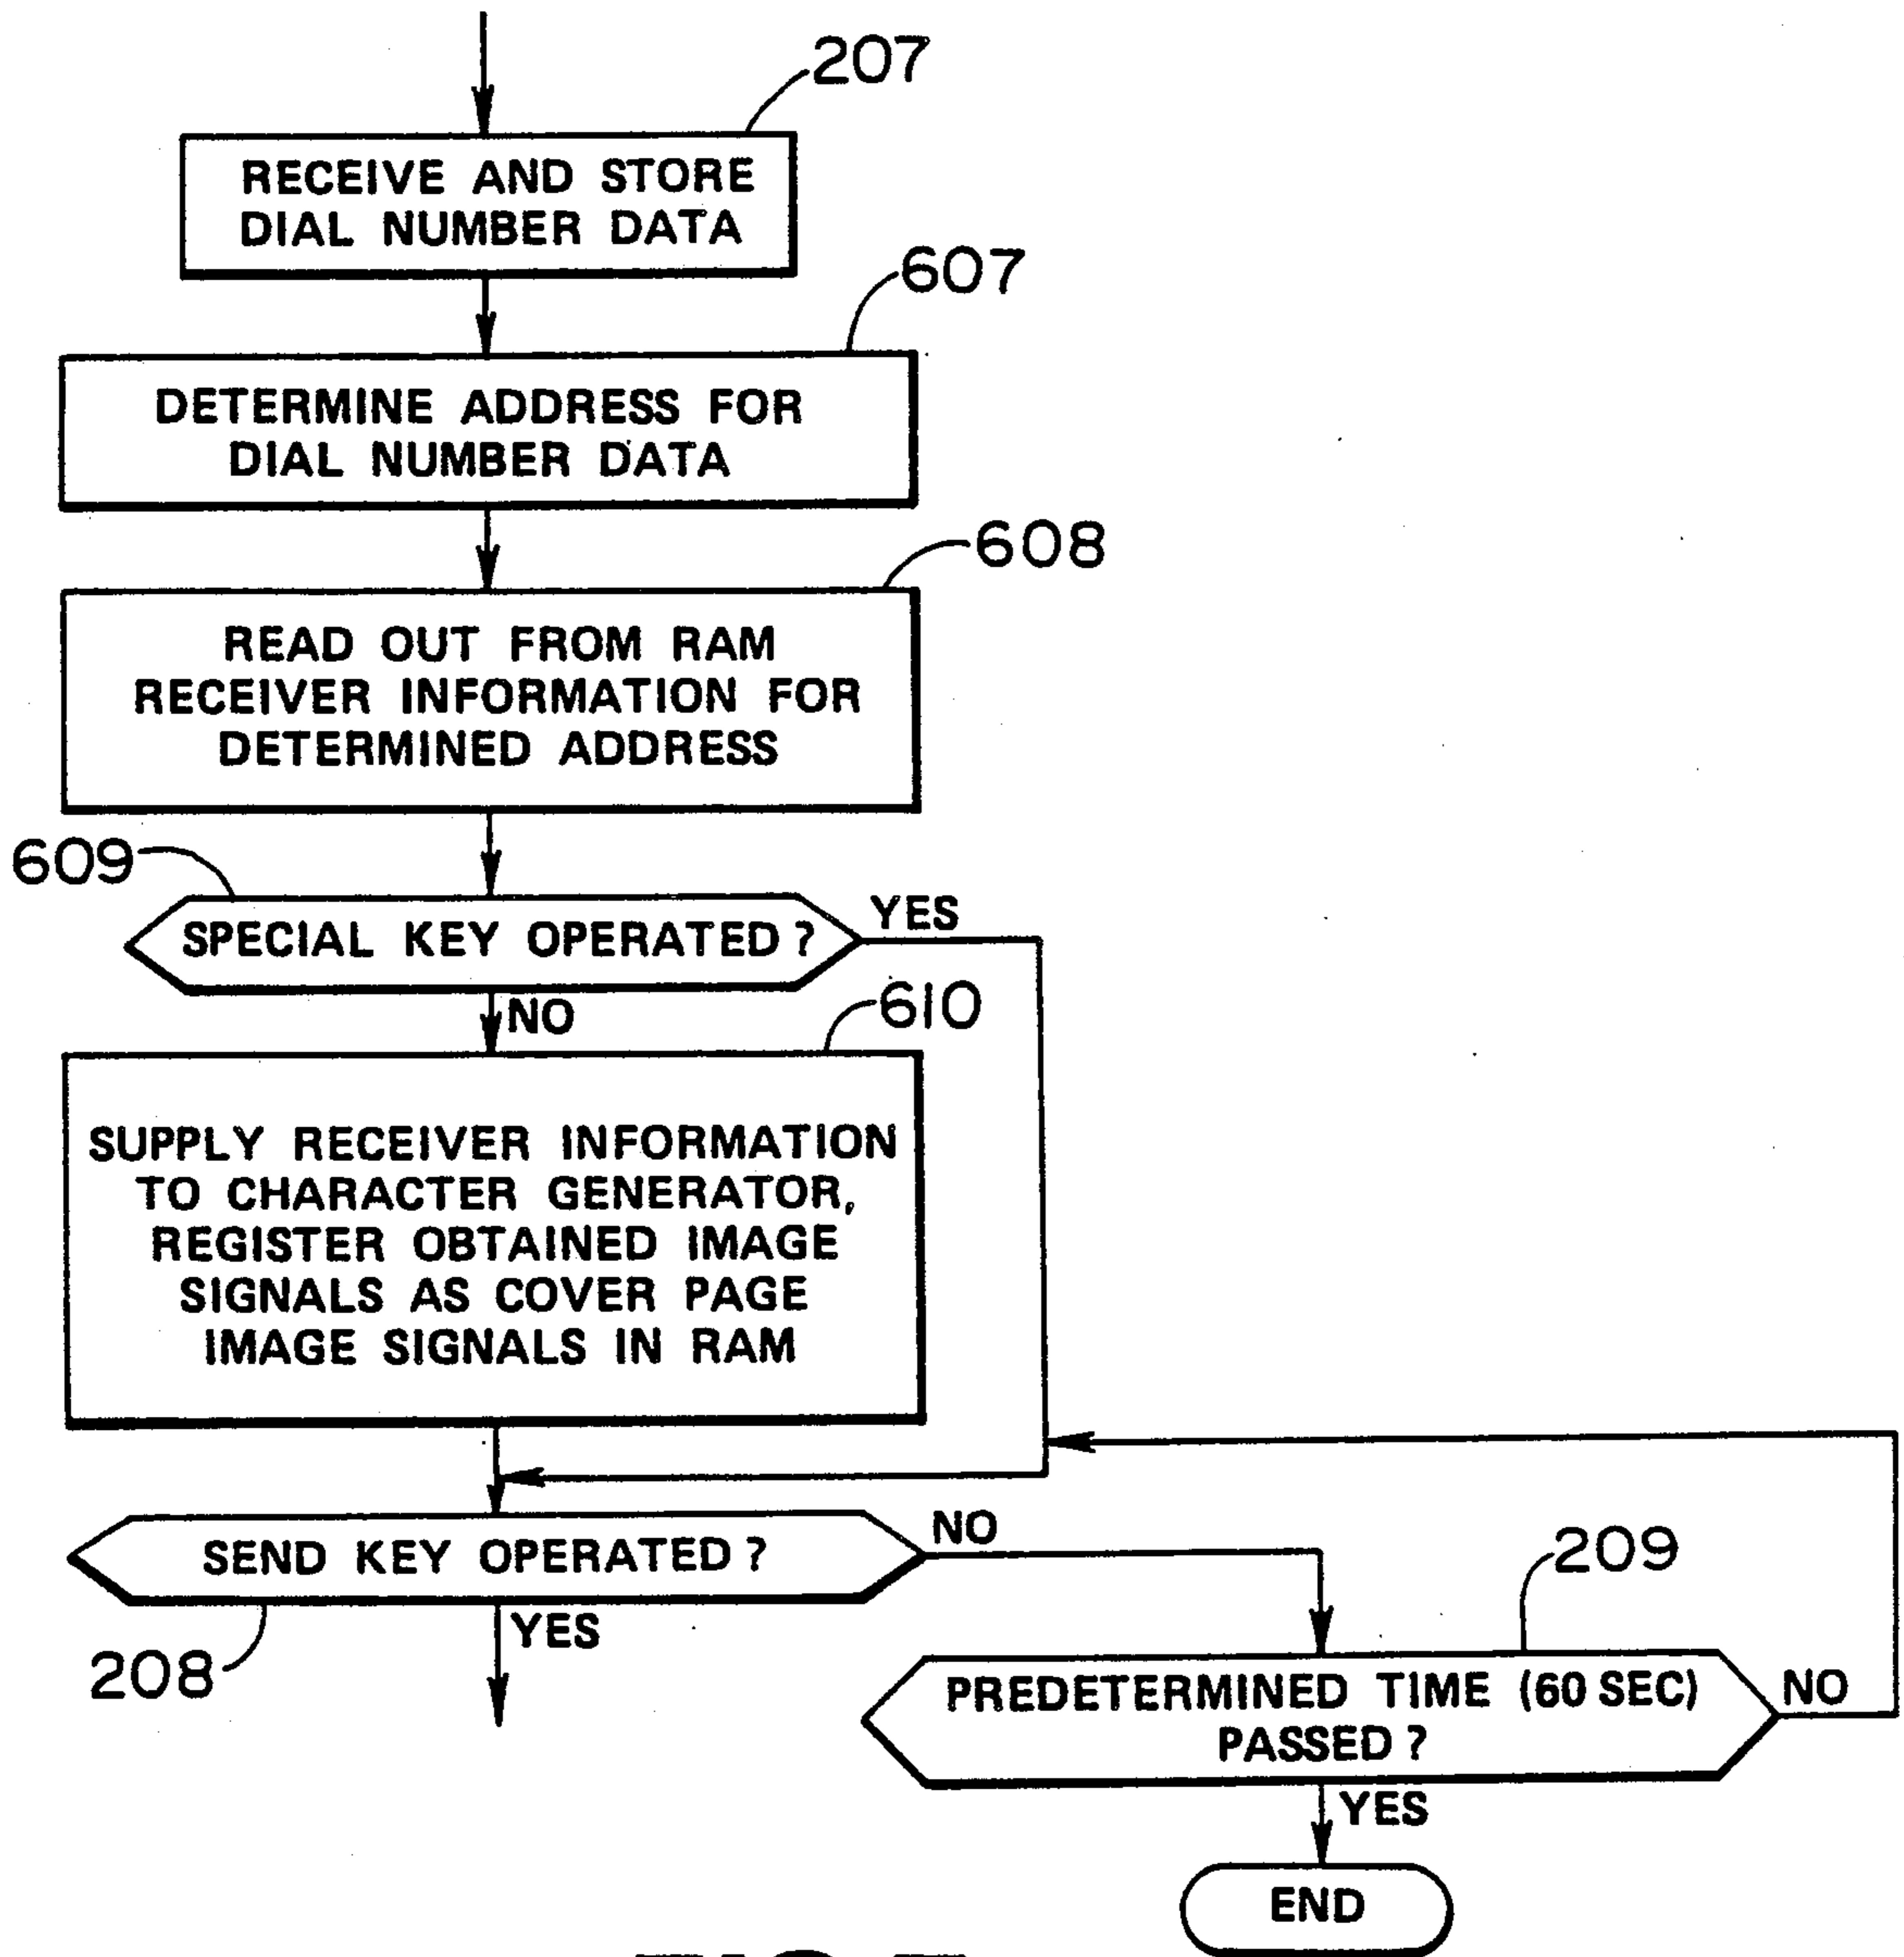 207
RECEIVE AND STORE
DIAL NUMBER DATA
607
DETERMINE ADDRESS FOR
DIAL NUMBER DATA
608
READ OUT FROM RAM
RECEIVER INFORMATION FOR
DETERMINED ADDRESS
609
SPECIAL KEY OPERATED ?
YES
NO
610
SUPPLY RECEIVER INFORMATION
TO CHARACTER GENERATOR,
REGISTER OBTAINED IMAGE
SIGNALS AS COVER PAGE
IMAGE SIGNALS IN RAM
SEND KEY OPERATED ?
NO
209
208
YES
PREDETERMINED TIME (60 SEC)
PASSED ?
NO
YES
END